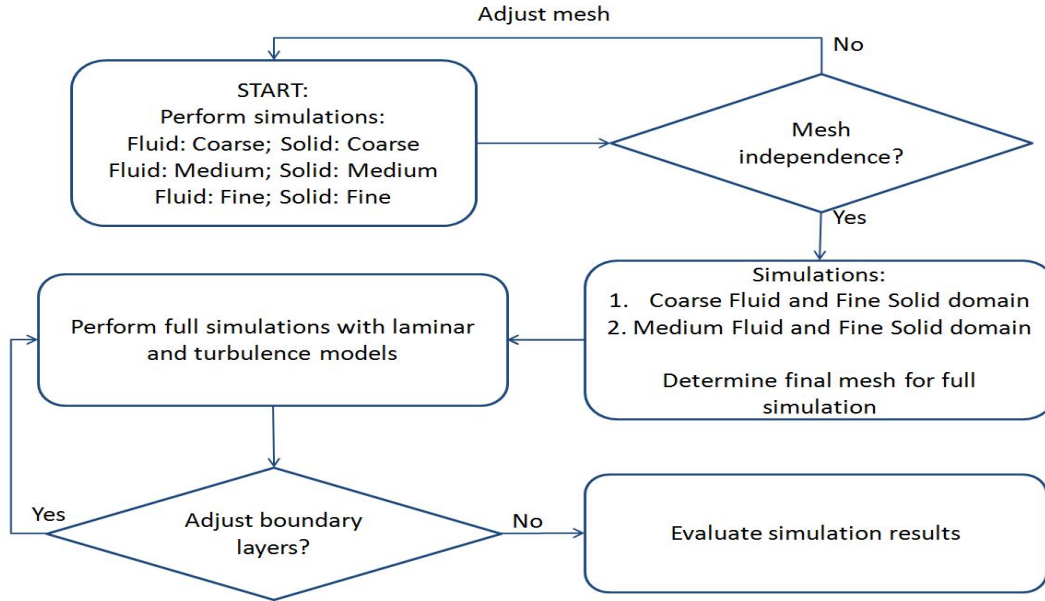 Adjust mesh
No
START:
Perform simulations:
Fluid: Coarse; Solid: Coarse
Fluid: Medium; Solid: Medium
Fluid: Fine; Solid: Fine
Mesh
independence?
Yes
Simulations:
1. Coarse Fluid and Fine Solid domain
2. Medium Fluid and Fine Solid domain
Determine final mesh for full
simulation
Perform full simulations with laminar
and turbulence models
Yes
Adjust boundary
layers?
No
Evaluate simulation results